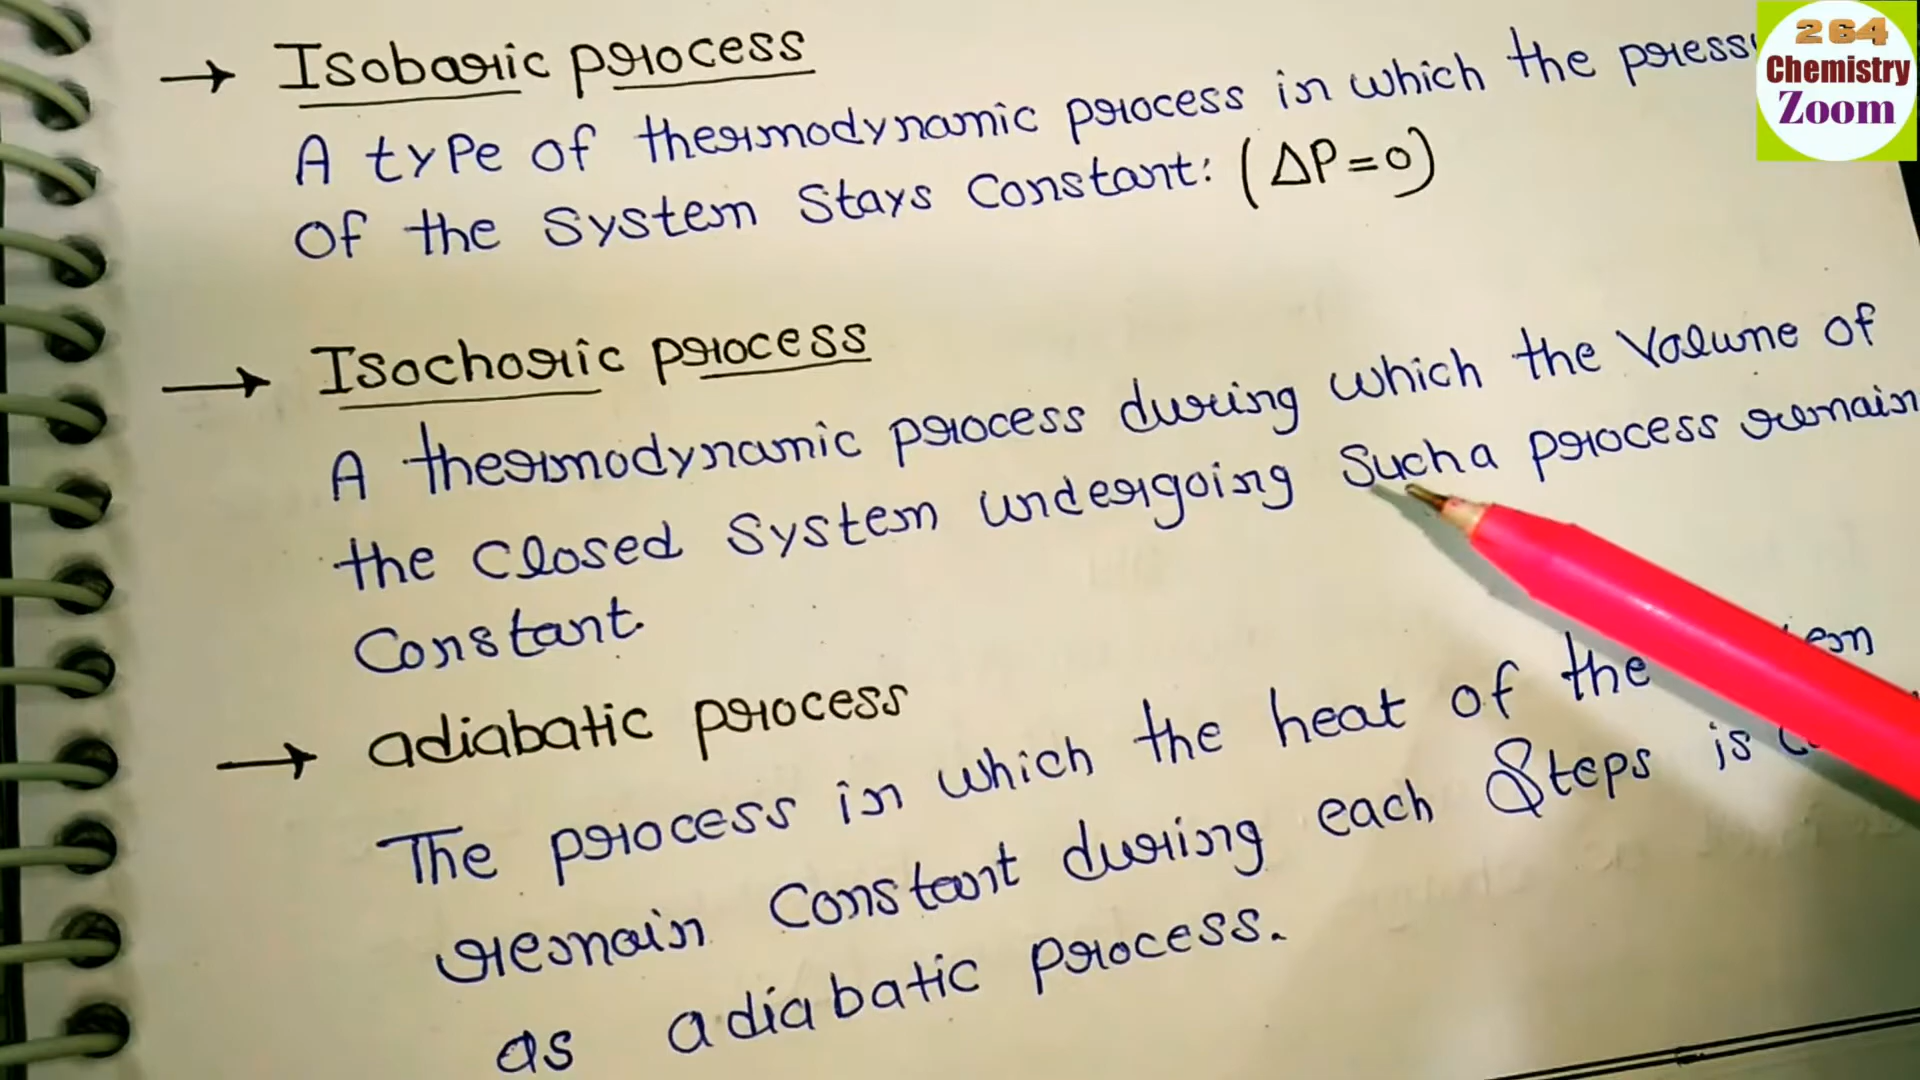 → Isobaric process
A type of thermodynamic process in which the press
of the System Stays Constant: (ΔP=0)
→ Isochoric process
A thermodynamic process during which the Volume of
the Closed System undergoing Such a process remain
Constant.
→ adiabatic process
The process in which the heat of the
remain Constant during each Steps is
as adiabatic process.
264
Chemistry
Zoom